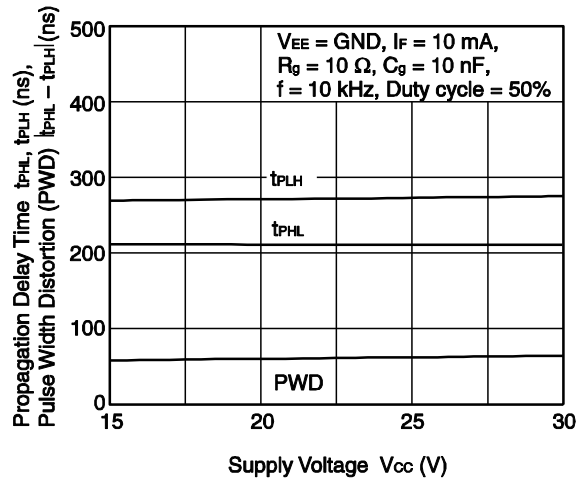 Propagation Delay Time tPHL, tPLH (ns),
Pulse Width Distortion (PWD) |tPHL – tPLH| (ns)
500
400
300
200
100
0
VEE = GND, IF = 10 mA,
Rg = 10 Ω, Cg = 10 nF,
f = 10 kHz, Duty cycle = 50%
tPLH
tPHL
PWD
15 20 25 30
Supply Voltage VCC (V)